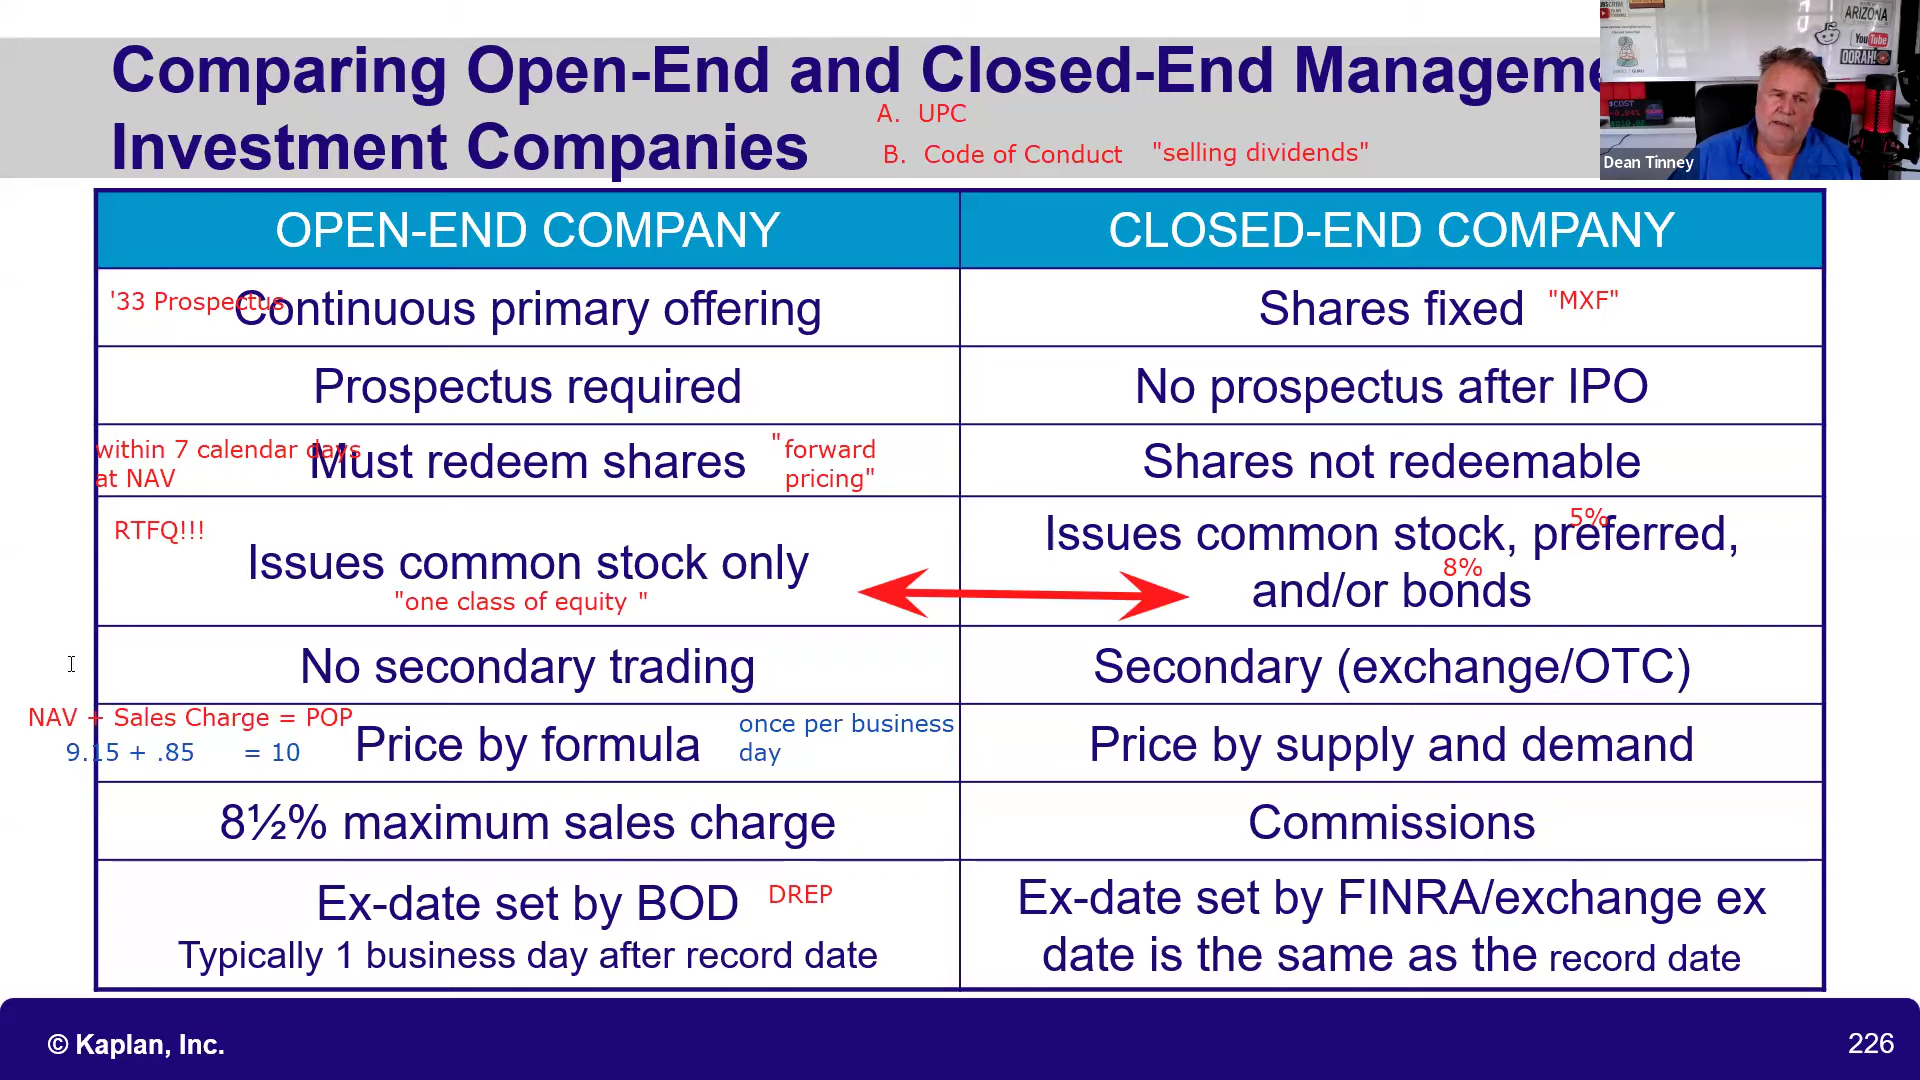 Comparing Open-End and Closed-End Manageme
A. UPC
Investment Companies
B. Code of Conduct "selling dividends"
ARIZONA
You Tube
OORAH!
$COST
Dean Tinney
OPEN-END COMPANY
CLOSED-END COMPANY
'33 Prospectus
Continuous primary offering
Shares fixed "MXF"
Prospectus required
No prospectus after IPO
within 7 calendar days
at NAV
Must redeem shares
"forward
pricing"
Shares not redeemable
RTFQ!!!
Issues common stock only
"one class of equity "
5%
Issues common stock, preferred,
8%
and/or bonds
No secondary trading
Secondary (exchange/OTC)
NAV + Sales Charge = POP
9.15 + .85 = 10
Price by formula
once per business
day
Price by supply and demand
8½% maximum sales charge
Commissions
Ex-date set by BOD DREP
Typically 1 business day after record date
Ex-date set by FINRA/exchange ex
date is the same as the record date
© Kaplan, Inc.
226